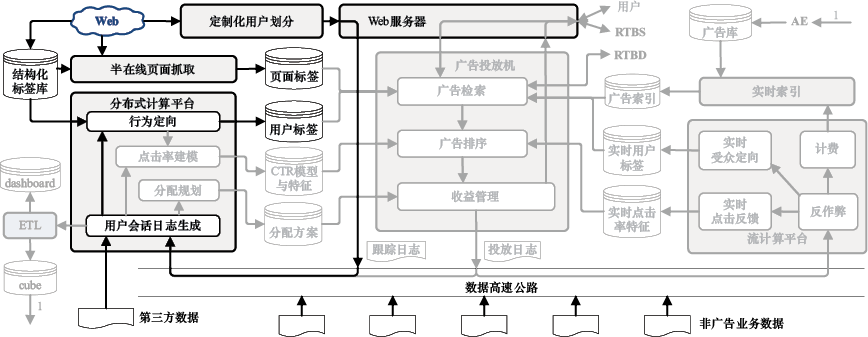 Web
定制化用户划分
Web服务器
用户
RTBS
RTBD
广告库
AE
1
结构化
标签库
半在线页面抓取
页面标签
广告投放机
广告检索
广告索引
实时索引
分布式计算平台
行为定向
用户标签
点击率建模
CTR模型
与特征
广告排序
实时用户
标签
实时
受众定向
计费
dashboard
分配规划
收益管理
ETL
用户会话日志生成
分配方案
实时点击
率特征
实时
点击反馈
反作弊
流计算平台
跟踪日志
投放日志
cube
1
数据高速公路
第三方数据
非广告业务数据